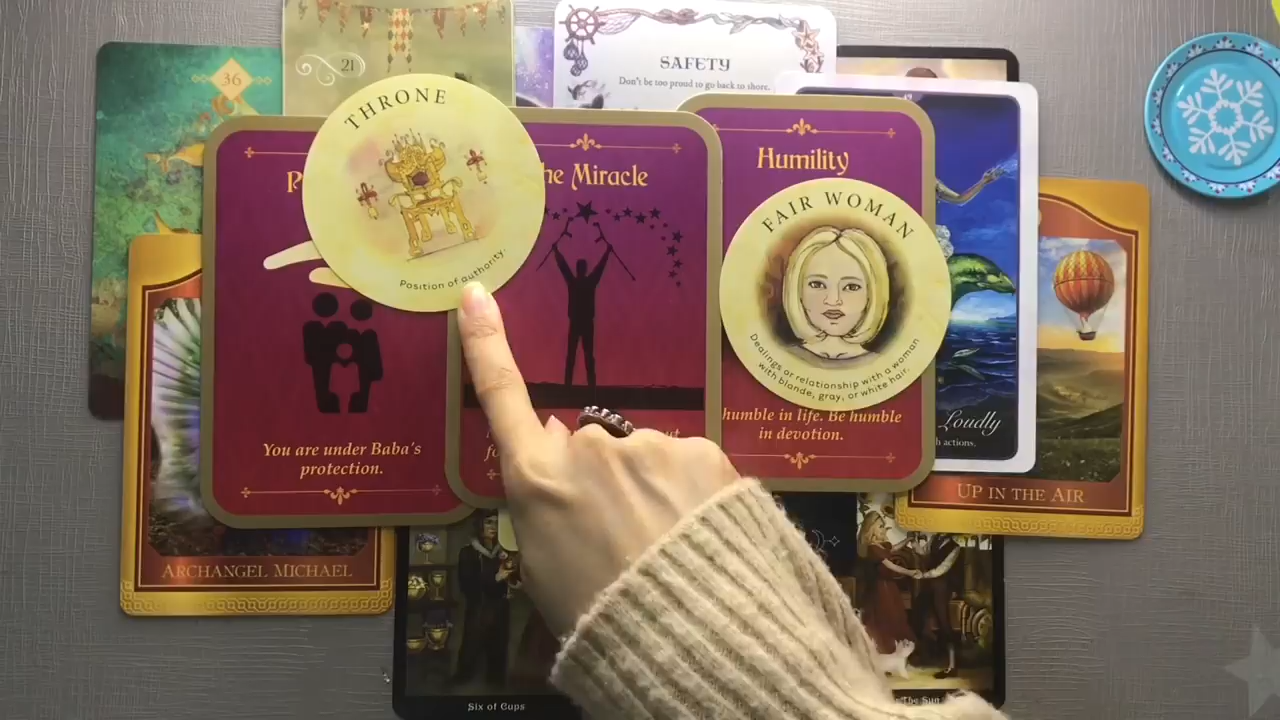 36
21
SAFETY
Don't be too proud to go back to shore.
THRONE
Position of authority.
he Miracle
Humility
FAIR WOMAN
Dealings or relationship with a woman
with blonde, gray, or white hair.
You are under Baba's
protection.
humble in life. Be humble
in devotion.
Loudly
actions.
UP IN THE AIR
ARCHANGEL MICHAEL
Six of Cups
The Sun